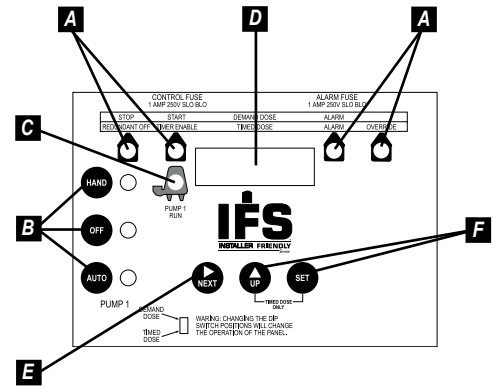 A D A
CONTROL FUSE ALARM FUSE
1 AMP 250V SLO BLO 1 AMP 250V SLO BLO
STOP START DEMAND DOSE ALARM
REDUNDANT OFF TIMER ENABLE TIMED DOSE ALARM OVERRIDE
C
HAND
PUMP 1
RUN
B
OFF
IFS
INSTALLER FRIENDLY
F
AUTO
NEXT
UP
SET
PUMP 1
TIMED DOSE
ONLY
DEMAND
DOSE
TIMED
DOSE
WARING: CHANGING THE DIP
SWITCH POSITIONS WILL CHANGE
THE OPERATION OF THE PANEL.
E